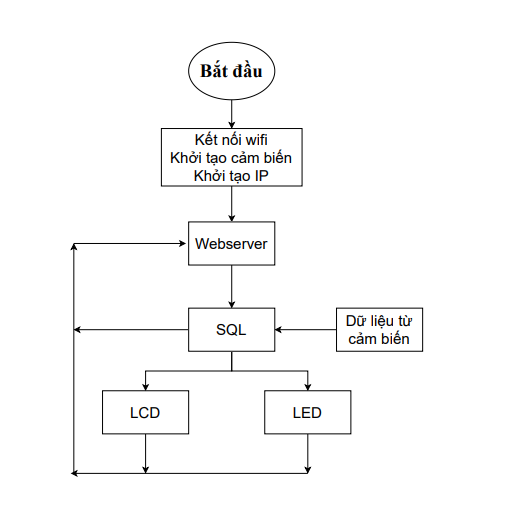 Bắt đầu
Kết nối wifi
Khởi tạo cảm biến
Khởi tạo IP
Webserver
SQL
Dữ liệu từ
cảm biến
LCD
LED